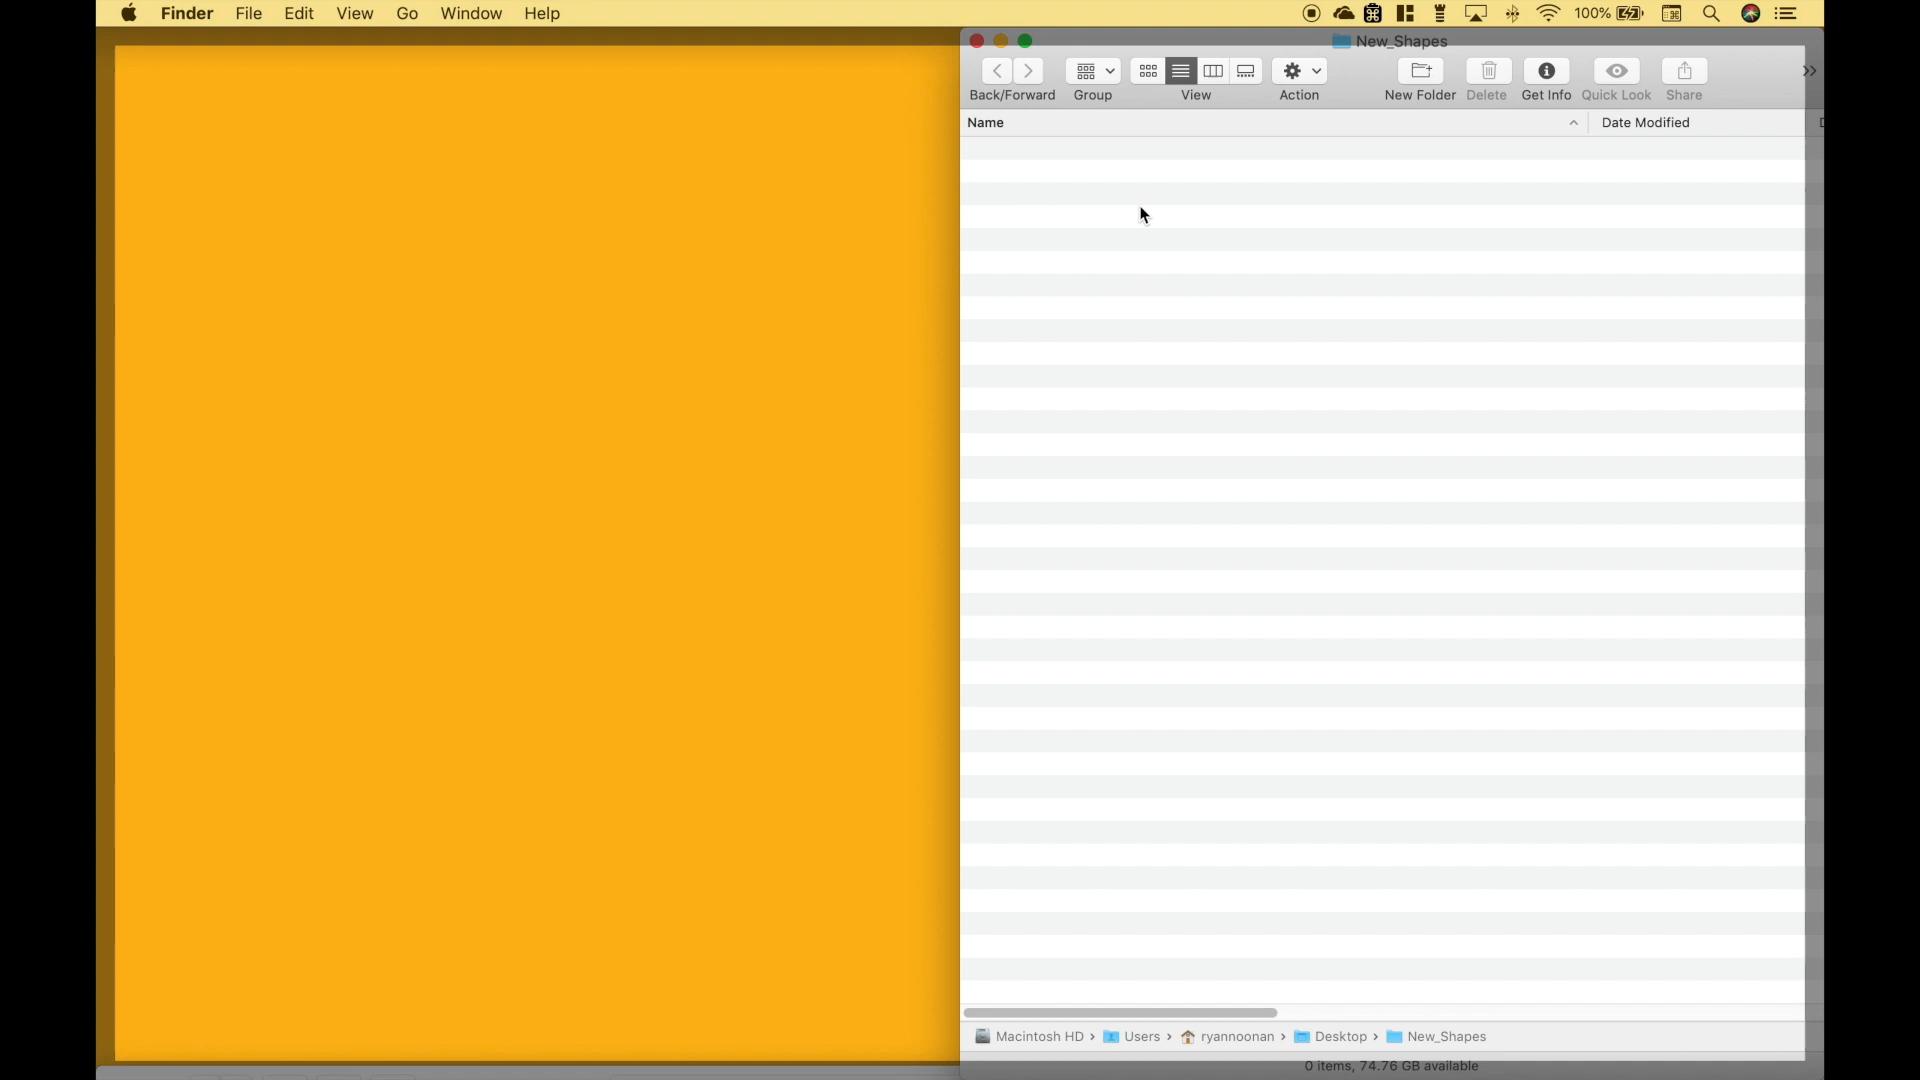 Finder File Edit View Go Window Help 100%
New_Shapes
Back/Forward Group View Action New Folder Delete Get Info Quick Look Share
Name Date Modified
Macintosh HD › Users › ryannoonan › Desktop › New_Shapes
0 items, 74.76 GB available